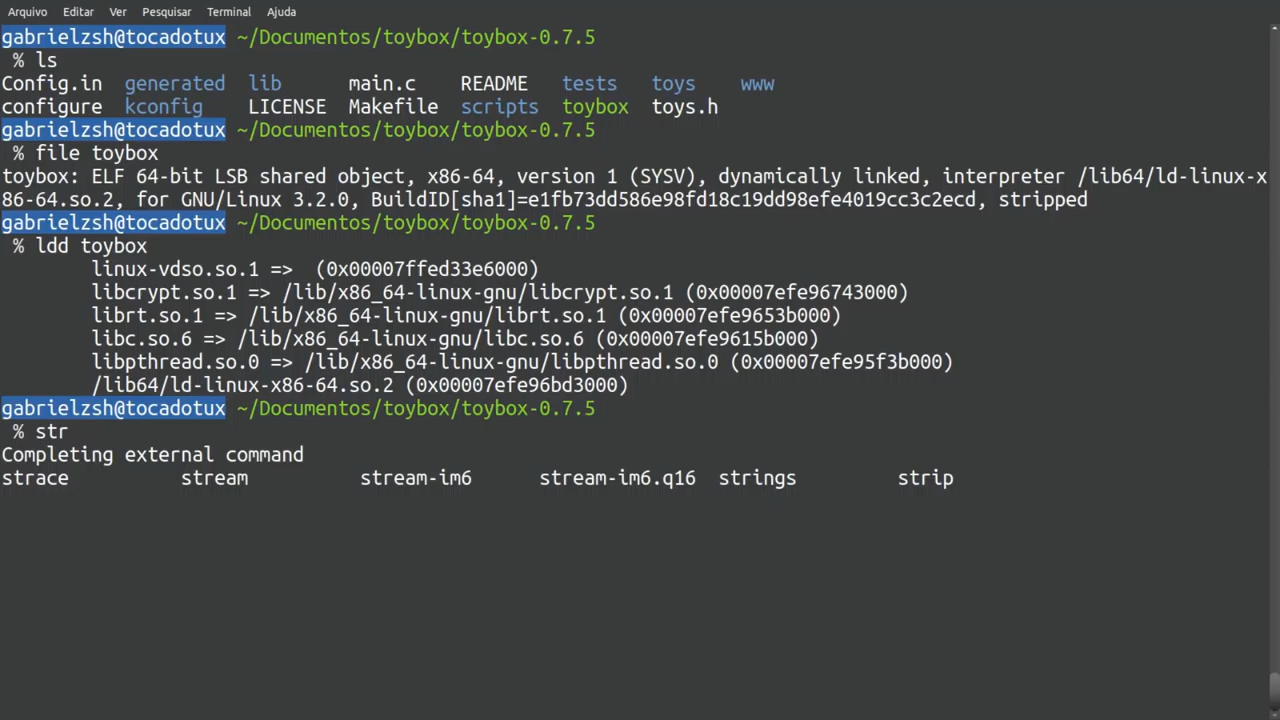 Arquivo Editar Ver Pesquisar Terminal Ajuda
gabrielzsh@tocadotux ~/Documentos/toybox/toybox-0.7.5
% ls
Config.in generated lib main.c README tests toys www
configure kconfig LICENSE Makefile scripts toybox toys.h
gabrielzsh@tocadotux ~/Documentos/toybox/toybox-0.7.5
% file toybox
toybox: ELF 64-bit LSB shared object, x86-64, version 1 (SYSV), dynamically linked, interpreter /lib64/ld-linux-x
86-64.so.2, for GNU/Linux 3.2.0, BuildID[sha1]=e1fb73dd586e98fd18c19dd98efe4019cc3c2ecd, stripped
gabrielzsh@tocadotux ~/Documentos/toybox/toybox-0.7.5
% ldd toybox
linux-vdso.so.1 => (0x00007ffed33e6000)
libcrypt.so.1 => /lib/x86_64-linux-gnu/libcrypt.so.1 (0x00007efe96743000)
librt.so.1 => /lib/x86_64-linux-gnu/librt.so.1 (0x00007efe9653b000)
libc.so.6 => /lib/x86_64-linux-gnu/libc.so.6 (0x00007efe9615b000)
libpthread.so.0 => /lib/x86_64-linux-gnu/libpthread.so.0 (0x00007efe95f3b000)
/lib64/ld-linux-x86-64.so.2 (0x00007efe96bd3000)
gabrielzsh@tocadotux ~/Documentos/toybox/toybox-0.7.5
% str
Completing external command
strace stream stream-im6 stream-im6.q16 strings strip